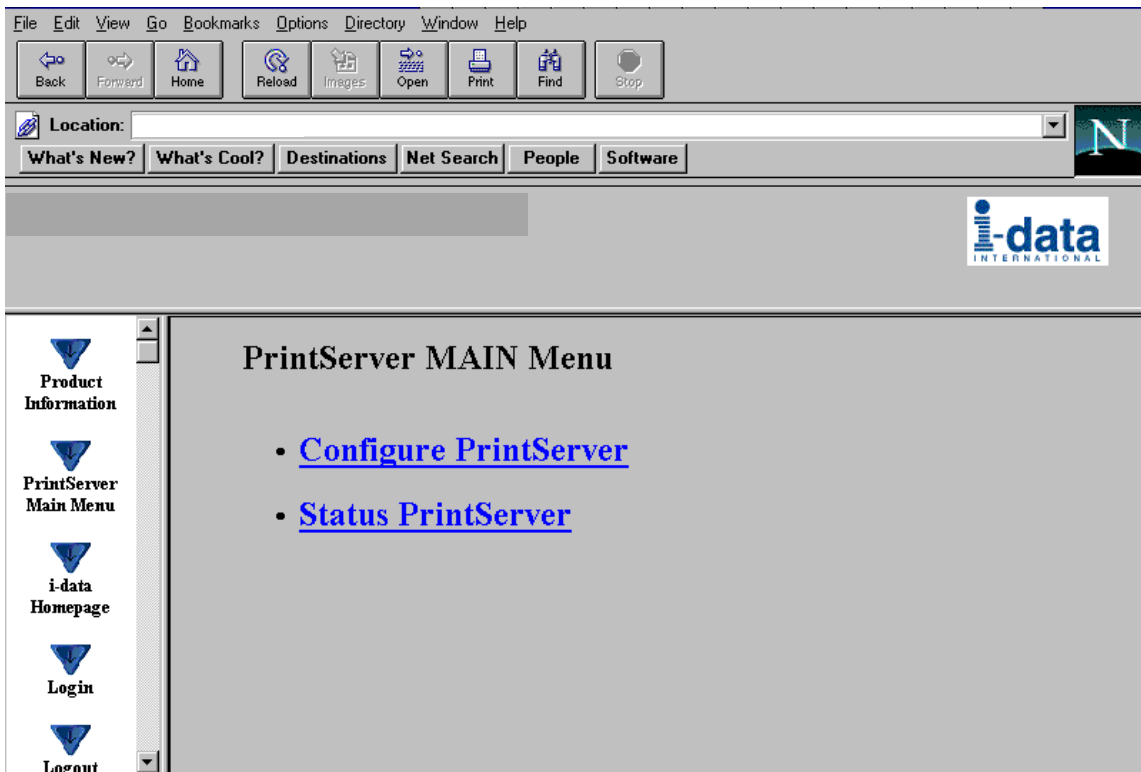 File Edit View Go Bookmarks Options Directory Window Help
Back Forward Home Reload Images Open Print Find Stop
Location:
N
What's New? What's Cool? Destinations Net Search People Software
i-data
INTERNATIONAL
Product
Information
PrintServer
Main Menu
i-data
Homepage
Login
Logout
PrintServer MAIN Menu
• Configure PrintServer
• Status PrintServer